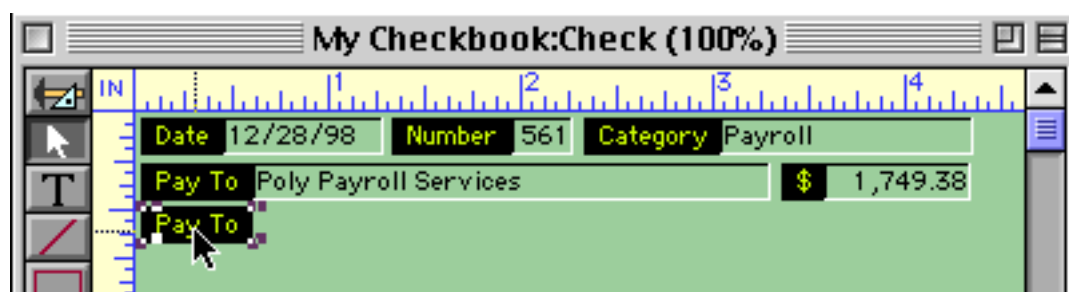 My Checkbook:Check (100%)
IN 1 2 3 4
Date 12/28/98 Number 561 Category Payroll
T Pay To Poly Payroll Services $ 1,749.38
Pay To